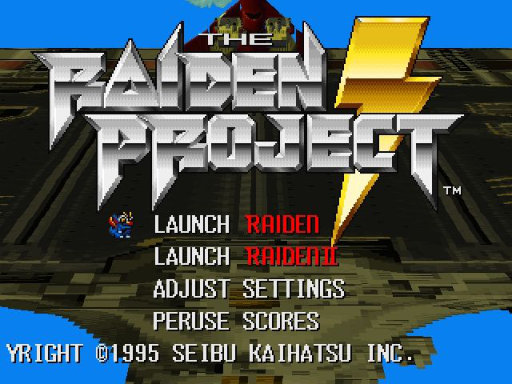 THE
RAIDEN
PROJECT
™
LAUNCH RAIDEN
LAUNCH RAIDEN II
ADJUST SETTINGS
PERUSE SCORES
YRIGHT ©1995 SEIBU KAIHATSU INC.